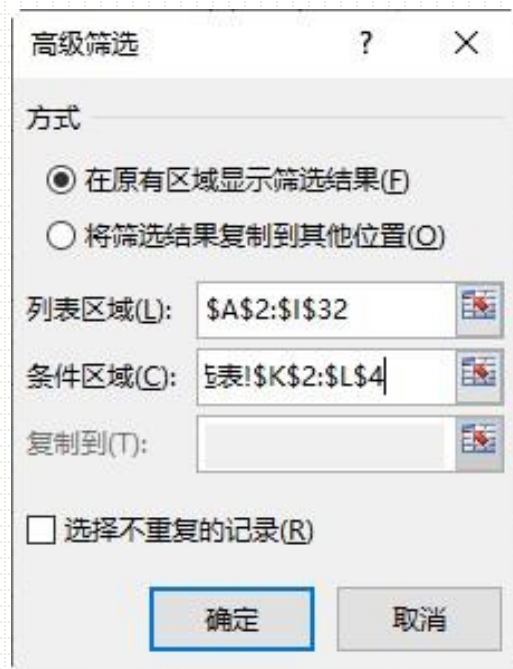 高级筛选 ? ×
方式
在原有区域显示筛选结果(F)
将筛选结果复制到其他位置(O)
列表区域(L): $A$2:$I$32
条件区域(C): 表!$K$2:$L$4
复制到(T):
选择不重复的记录(R)
确定 取消